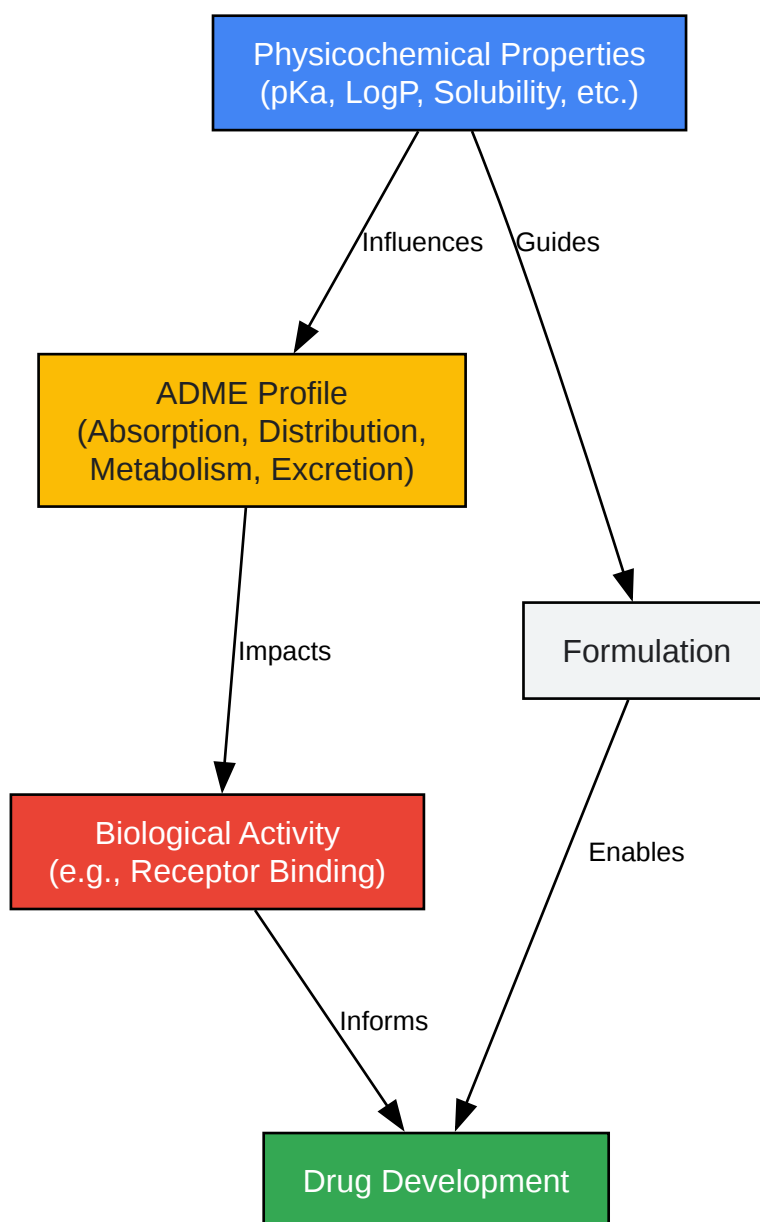 Physicochemical Properties
(pKa, LogP, Solubility, etc.)
Influences
Guides
ADME Profile
(Absorption, Distribution,
Metabolism, Excretion)
Impacts
Formulation
Biological Activity
(e.g., Receptor Binding)
Enables
Informs
Drug Development